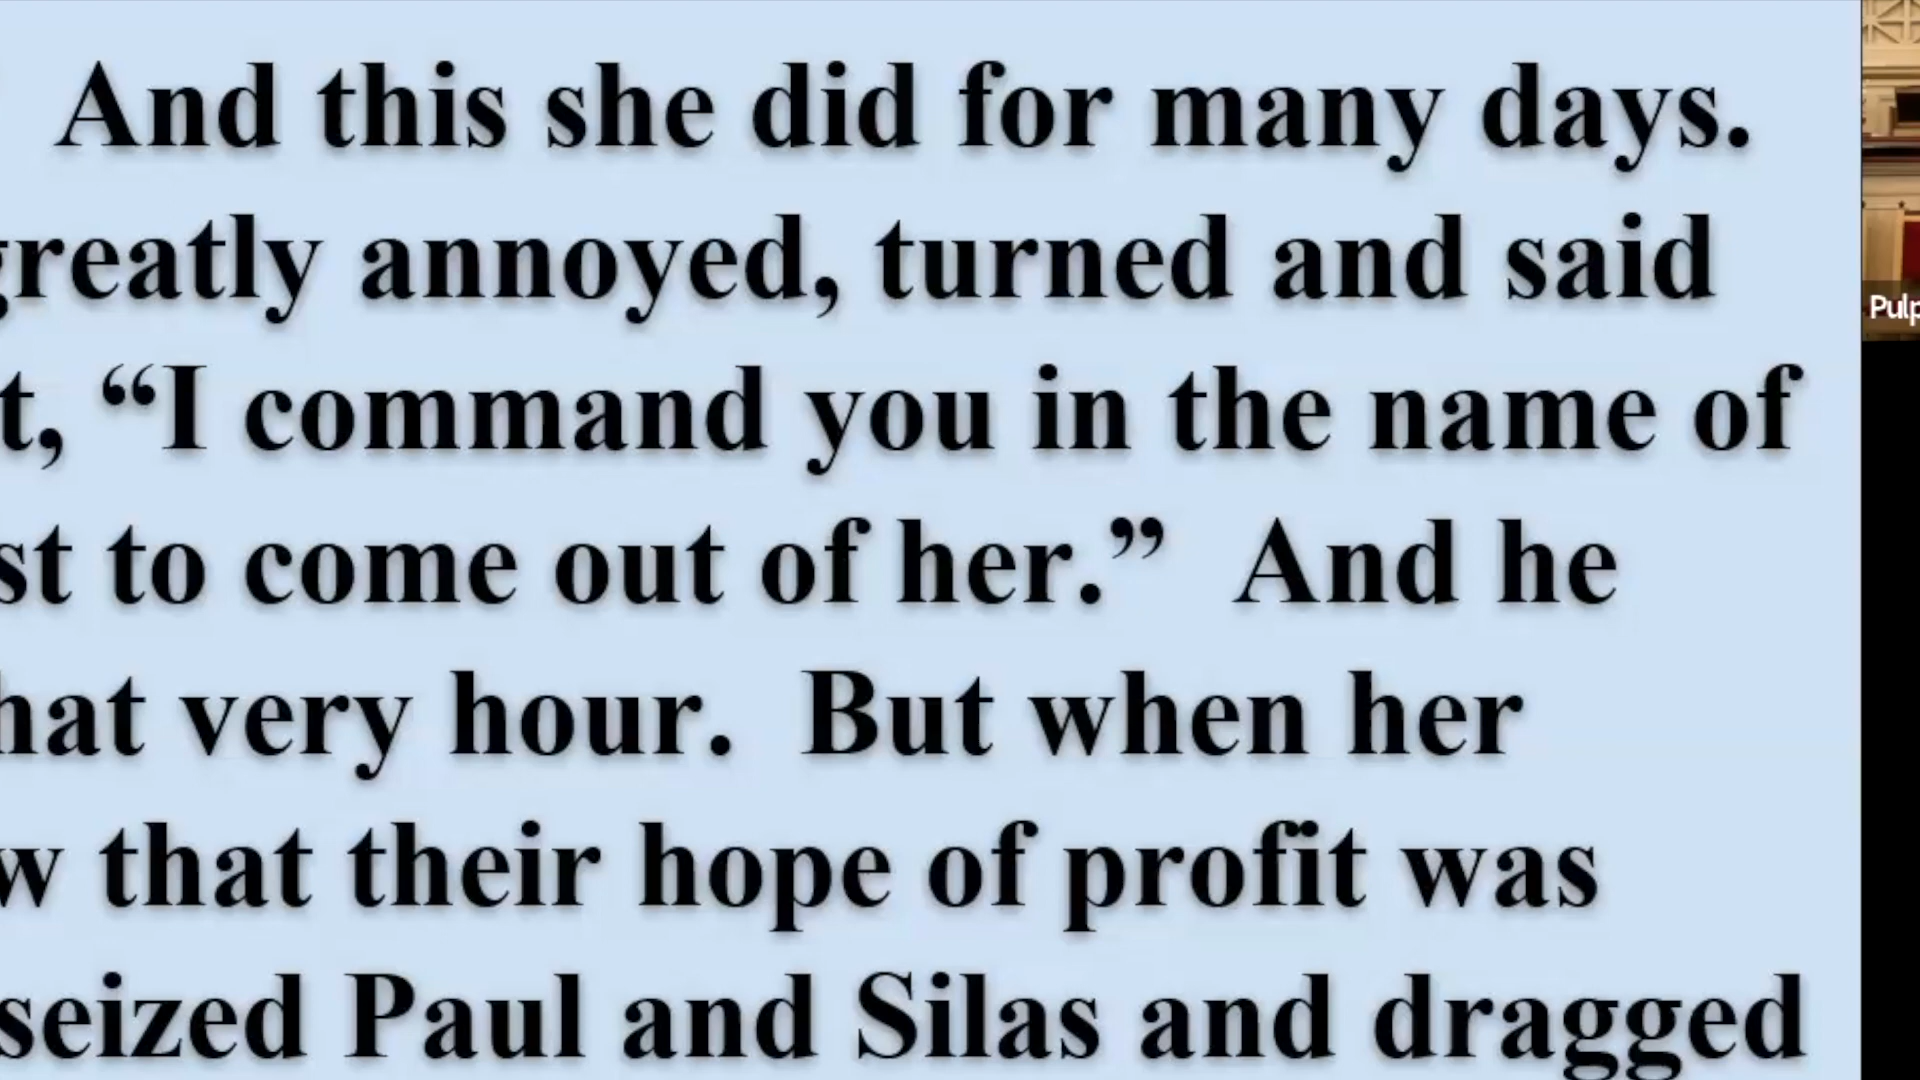 And this she did for many days.
greatly annoyed, turned and said
t, “I command you in the name of
st to come out of her.”  And he
hat very hour.  But when her
w that their hope of profit was
seized Paul and Silas and dragged
Pulp